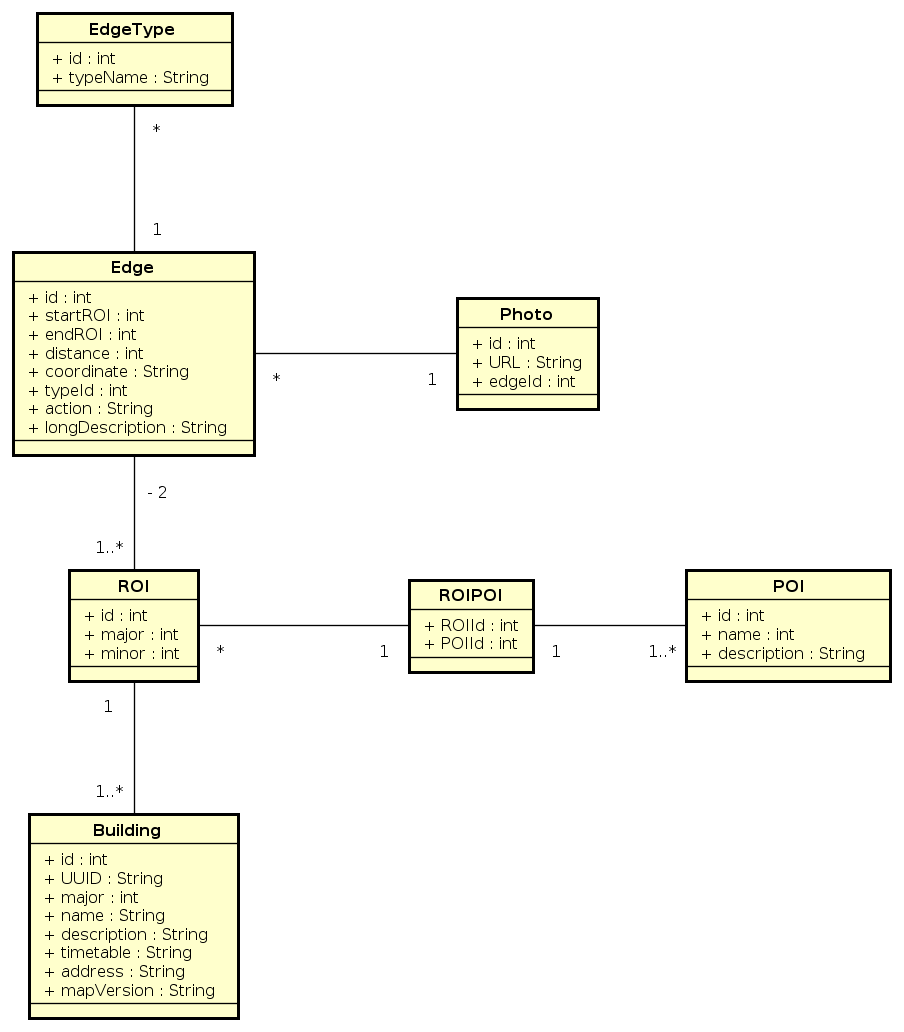 EdgeType
+ id : int
+ typeName : String
*
1
Edge
+ id : int
+ startROI : int
+ endROI : int
+ distance : int
+ coordinate : String
+ typeId : int
+ action : String
+ longDescription : String
*
1
Photo
+ id : int
+ URL : String
+ edgeId : int
- 2
1..*
ROI
+ id : int
+ major : int
+ minor : int
*
1
ROIPOI
+ ROIId : int
+ POIId : int
1
1..*
POI
+ id : int
+ name : int
+ description : String
1
1..*
Building
+ id : int
+ UUID : String
+ major : int
+ name : String
+ description : String
+ timetable : String
+ address : String
+ mapVersion : String